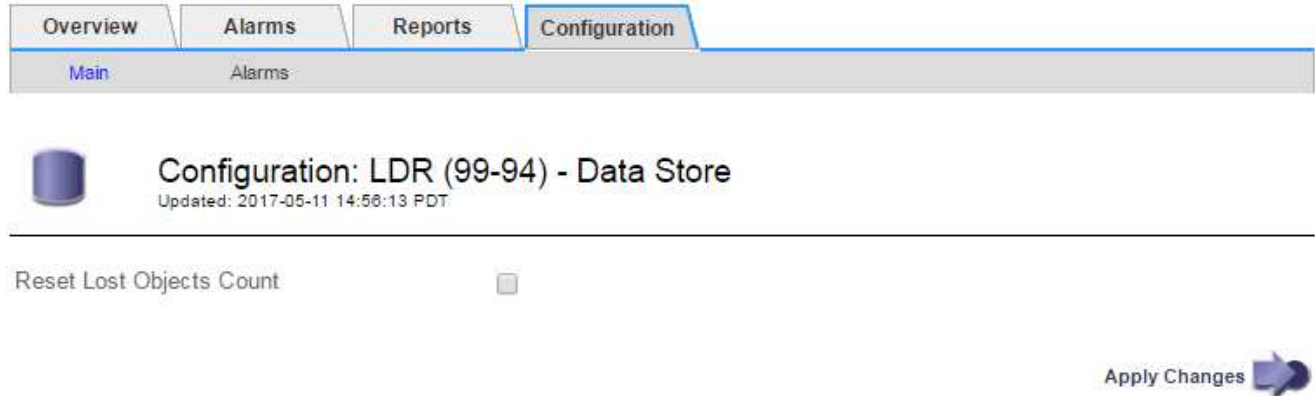 Overview Alarms Reports Configuration
Main Alarms
Configuration: LDR (99-94) - Data Store
Updated: 2017-05-11 14:56:13 PDT
Reset Lost Objects Count
Apply Changes